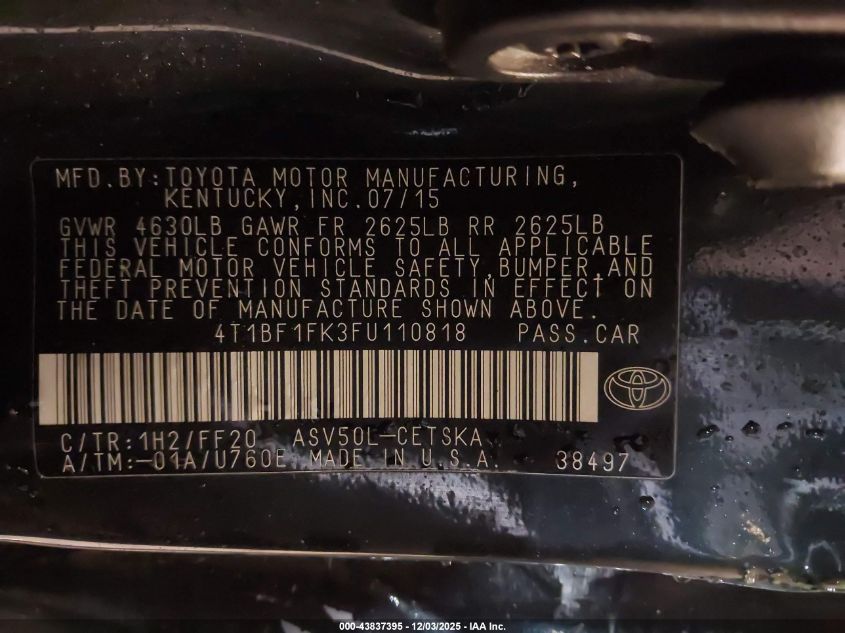 MFD.BY:TOYOTA MOTOR MANUFACTURING,
KENTUCKY,INC.07/15
GVWR 4630LB GAWR FR 2625LB RR 2625LB
THIS VEHICLE CONFORMS TO ALL APPLICABLE
FEDERAL MOTOR VEHICLE SAFETY,BUMPER,AND
THEFT PREVENTION STANDARDS IN EFFECT ON
THE DATE OF MANUFACTURE SHOWN ABOVE.
4T1BF1FK3FU110818 PASS.CAR
C/TR:1H2/FF20 ASV50L-CETSKA
A/TM:-01A/U760E MADE IN U.S.A. 38497
000-43837395 - 12/03/2025 - IAA Inc.